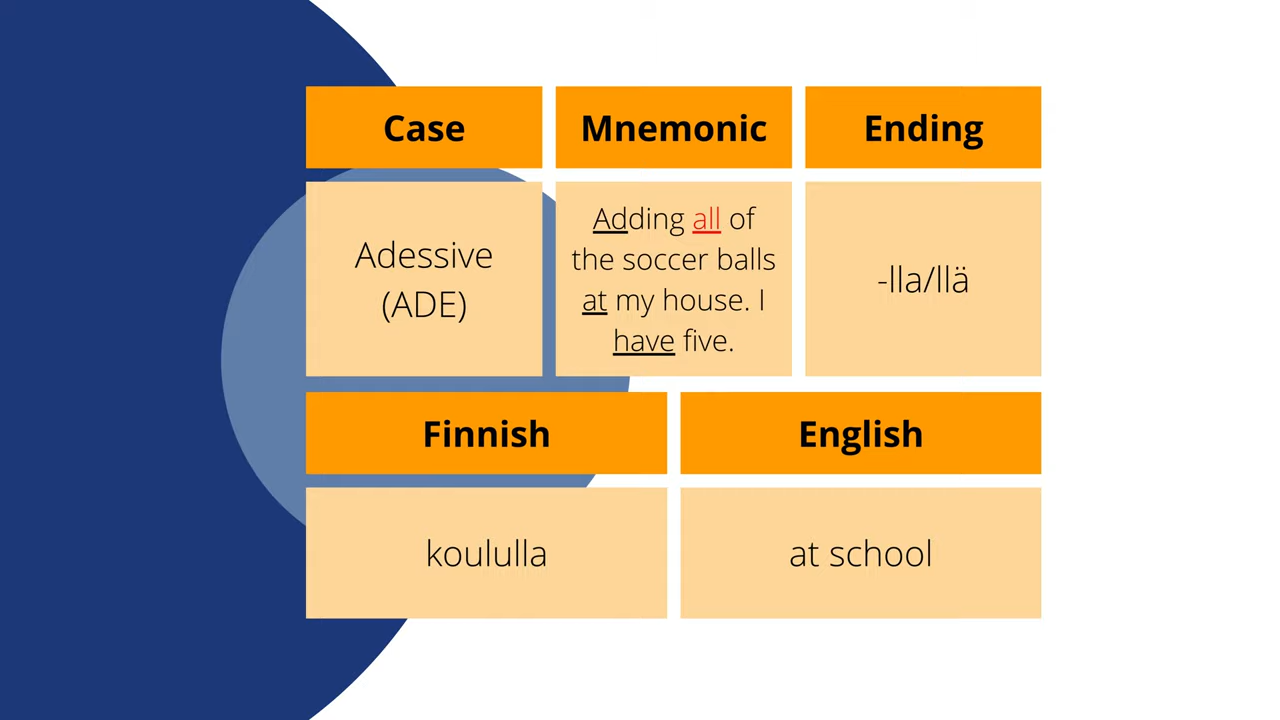 Case
Mnemonic
Ending
Adessive
(ADE)
Adding all of
the soccer balls
at my house. I
have five.
-lla/llä
Finnish
English
koululla
at school